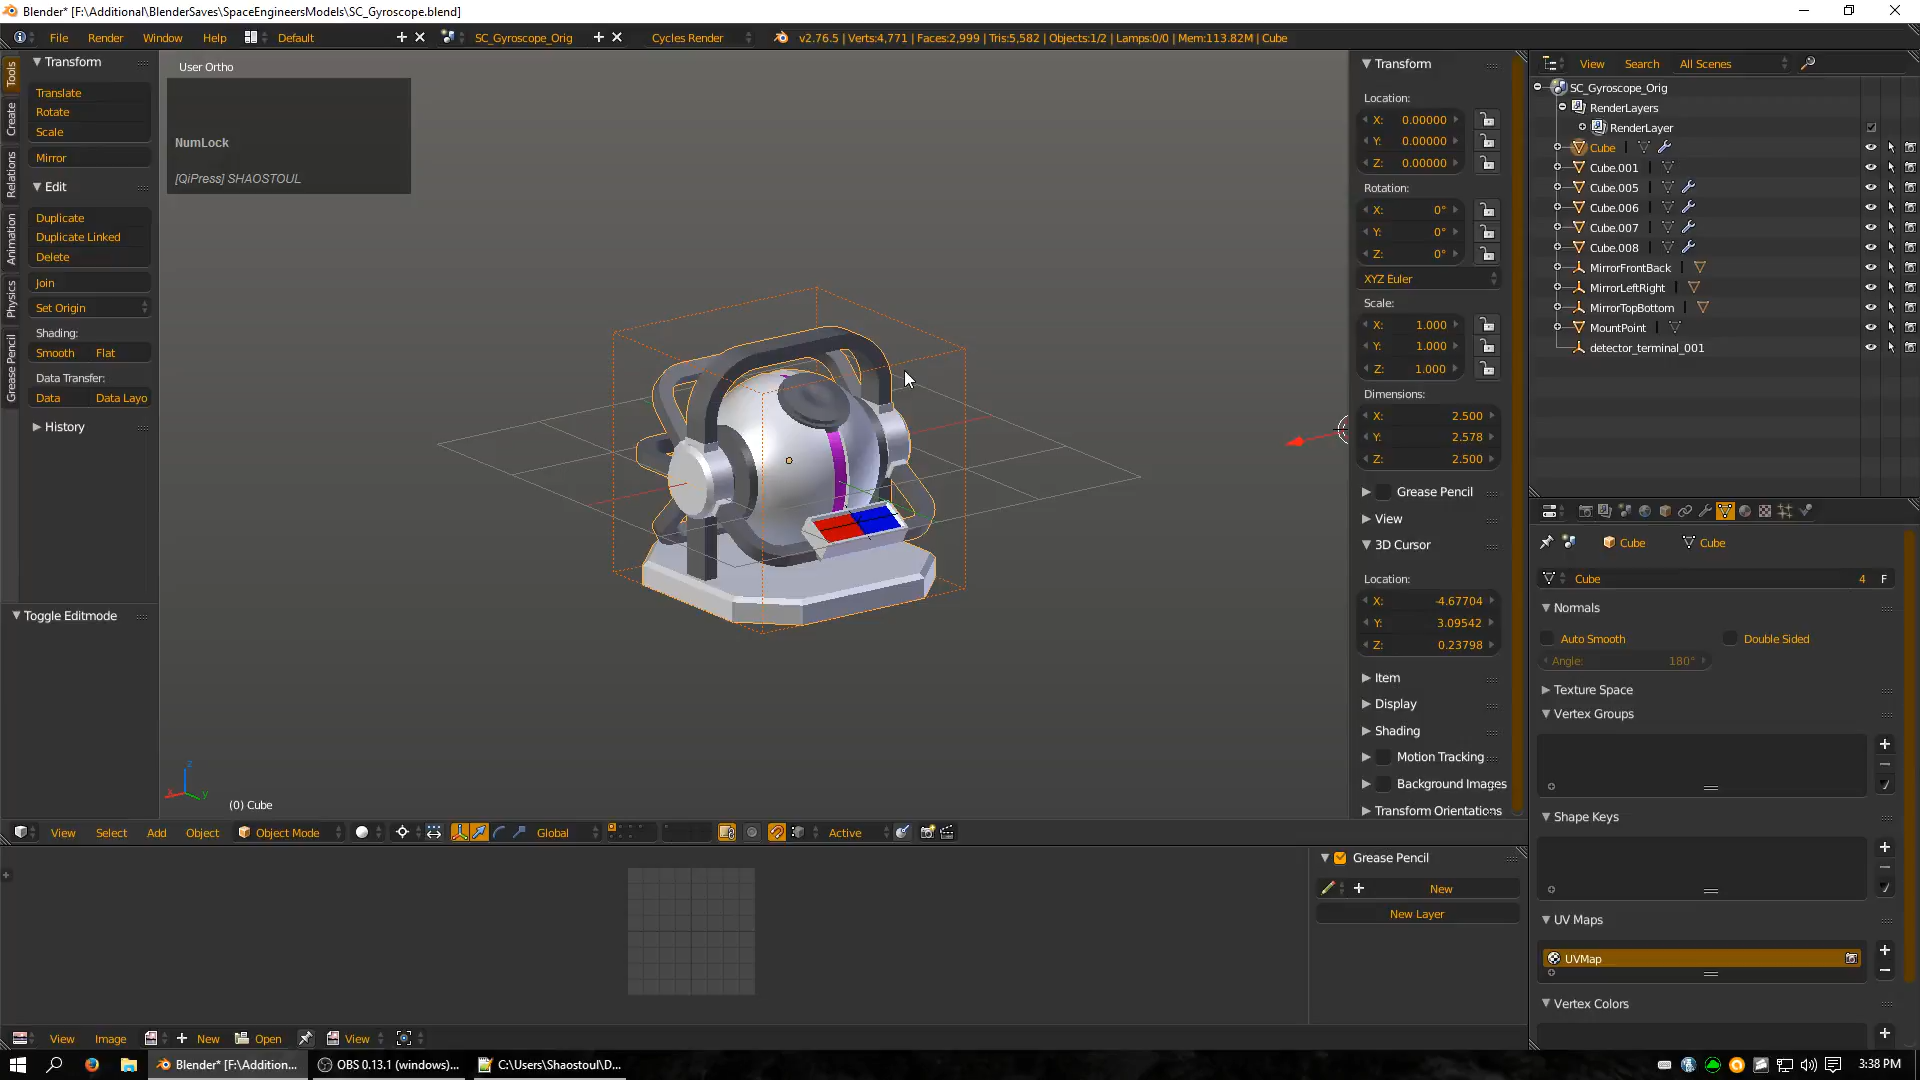 Blender* [F:\Additional\BlenderSaves\SpaceEngineersModels\SC_Gyroscope.blend]
File Render Window Help Default SC_Gyroscope_Orig Cycles Render v2.76.5 | Verts:4,771 | Faces:2,999 | Tris:5,582 | Objects:1/2 | Lamps:0/0 | Mem:113.82M | Cube
Tools
Create
Relations
Animation
Physics
Grease Pencil
Transform
Translate
Rotate
Scale
Mirror
Edit
Duplicate
Duplicate Linked
Delete
Join
Set Origin
Shading:
Smooth Flat
Data Transfer:
Data Data Layo
History
Toggle Editmode
User Ortho
NumLock
[QiPress] SHAOSTOUL
z
x
y
(0) Cube
View Select Add Object Object Mode Global Active
Transform
Location:
X: 0.00000
Y: 0.00000
Z: 0.00000
Rotation:
X: 0°
Y: 0°
Z: 0°
XYZ Euler
Scale:
X: 1.000
Y: 1.000
Z: 1.000
Dimensions:
X: 2.500
Y: 2.578
Z: 2.500
Grease Pencil
View
3D Cursor
Location:
X: -4.67704
Y: 3.09542
Z: 0.23798
Item
Display
Shading
Motion Tracking
Background Images
Transform Orientations
View Search All Scenes
SC_Gyroscope_Orig
RenderLayers
RenderLayer
Cube
Cube.001
Cube.005
Cube.006
Cube.007
Cube.008
MirrorFrontBack
MirrorLeftRight
MirrorTopBottom
MountPoint
detector_terminal_001
Cube Cube
Cube 4 F
Normals
Auto Smooth Double Sided
Angle: 180°
Texture Space
Vertex Groups
Shape Keys
UV Maps
UVMap
Vertex Colors
Grease Pencil
New
New Layer
View Image New Open View
Blender* [F:\Addition... OBS 0.13.1 (windows)... C:\Users\Shaostoul\D... 3:38 PM